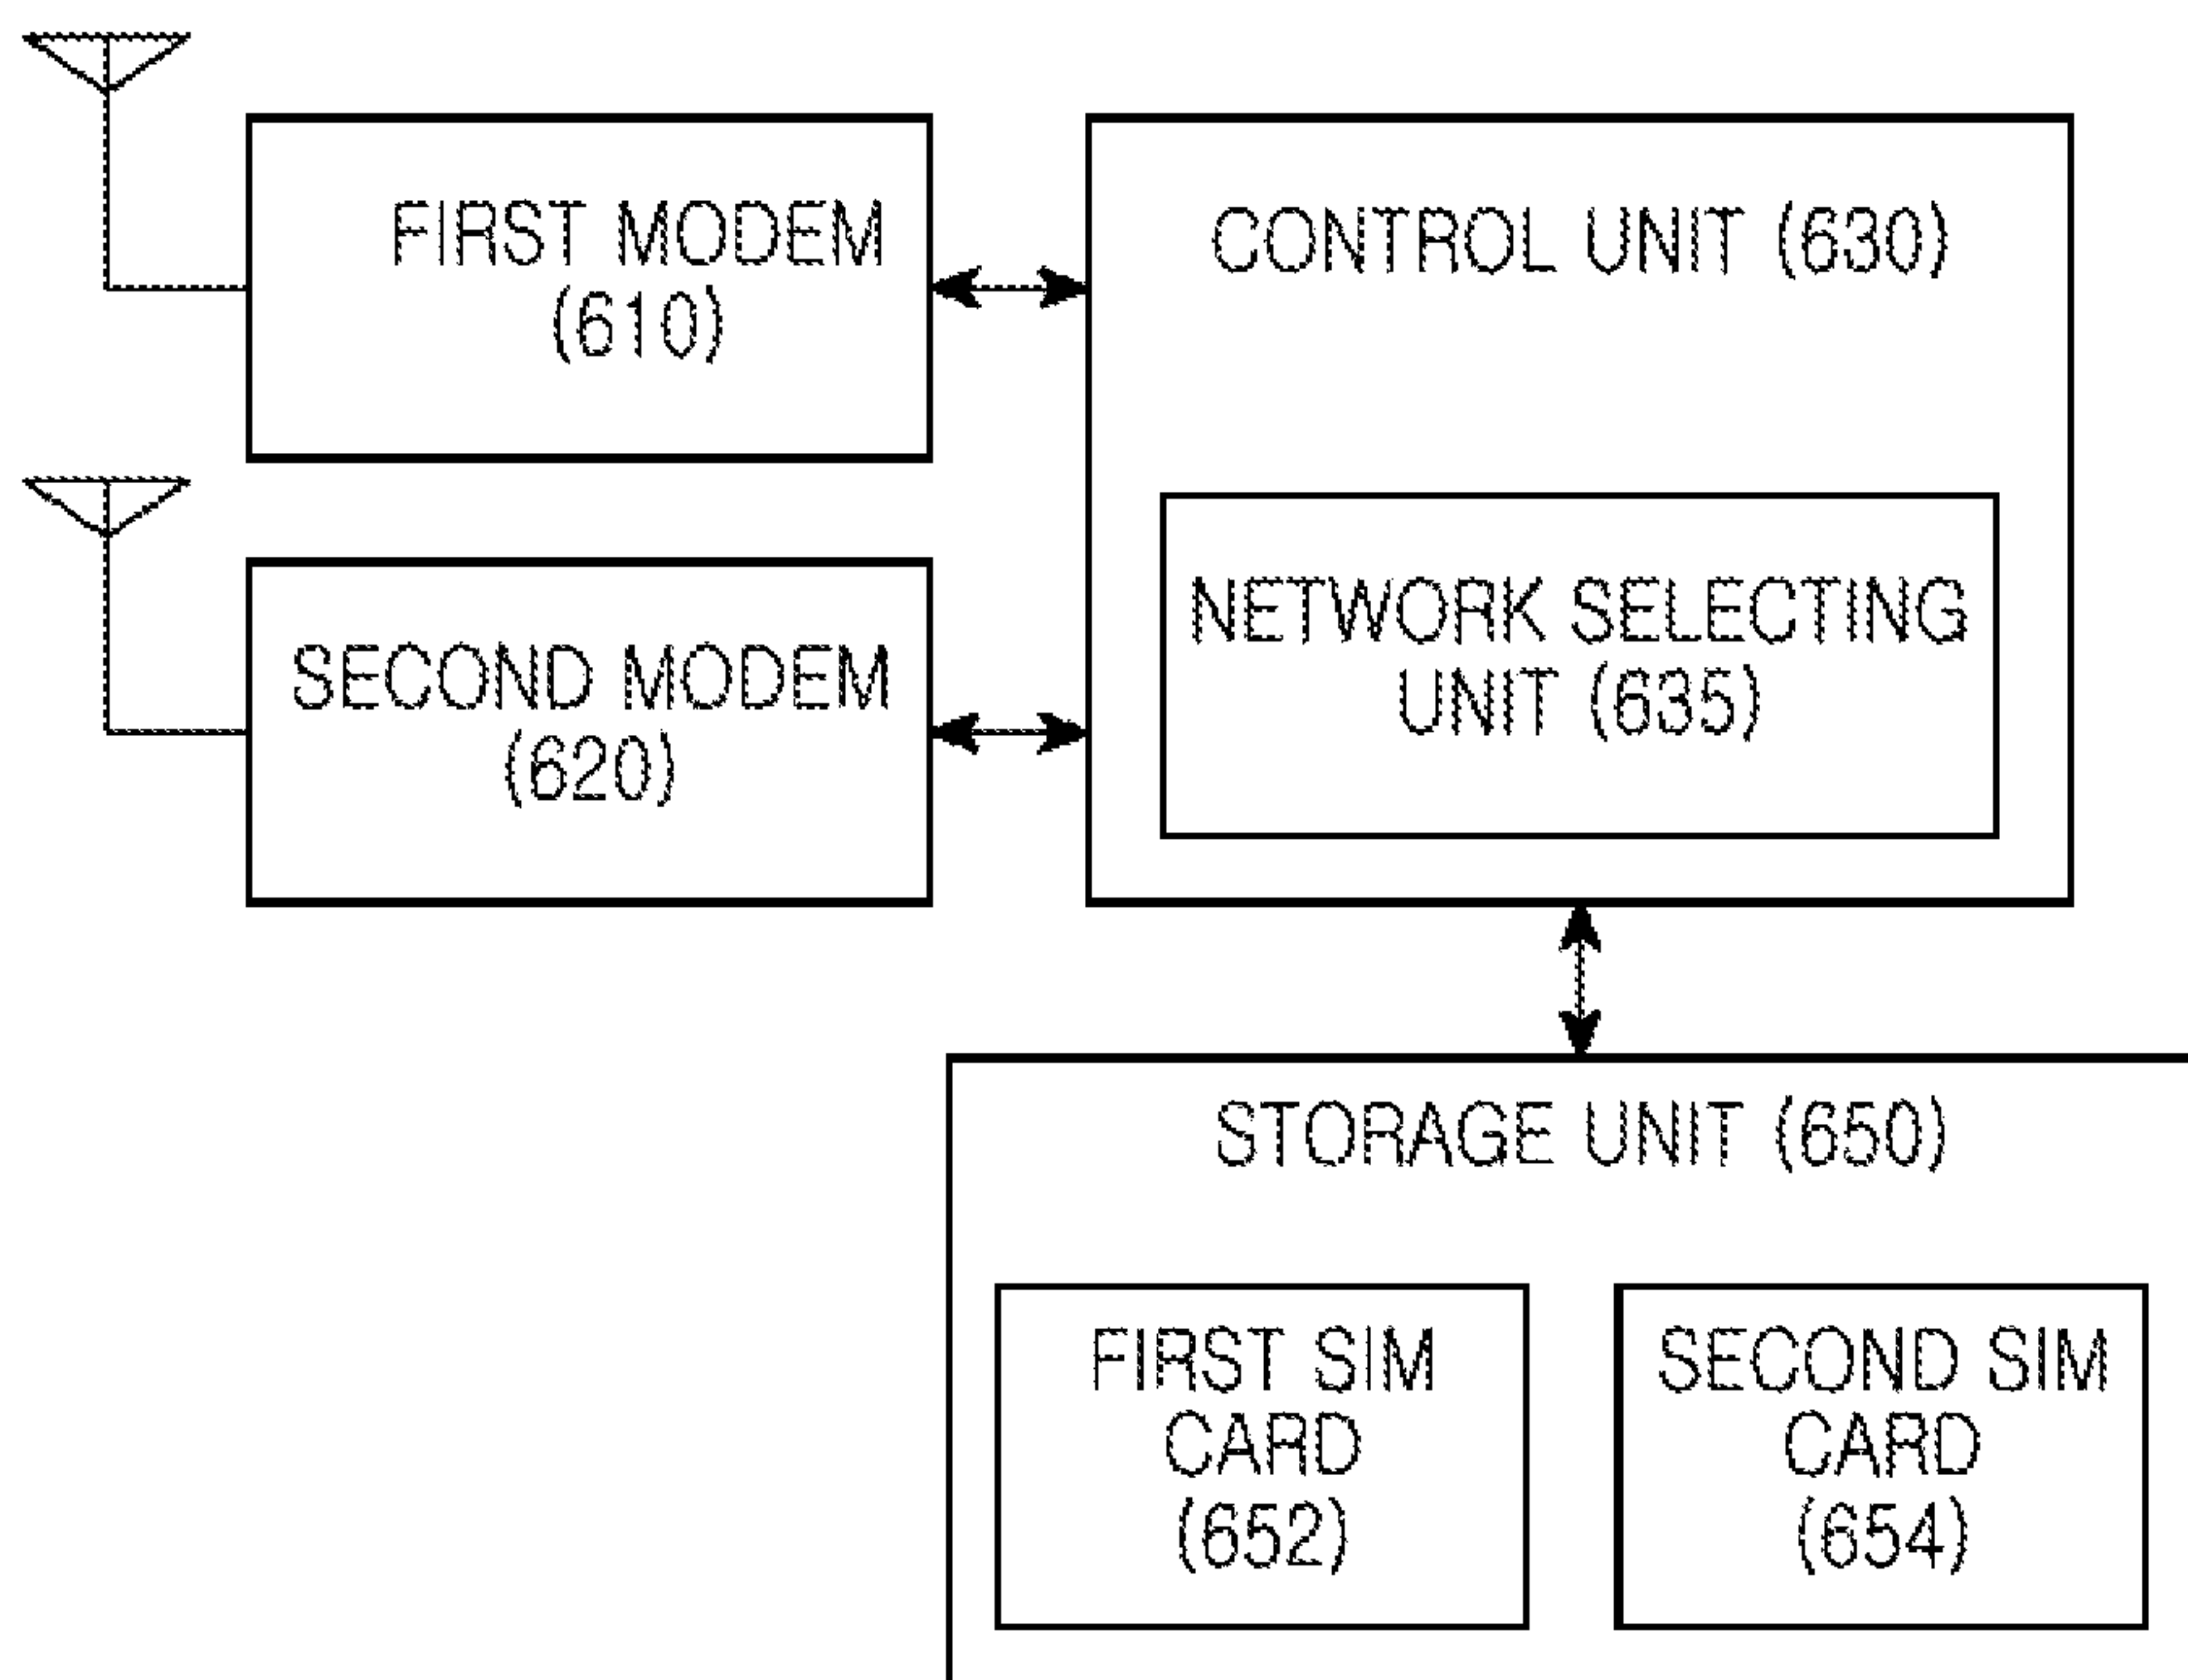 FIRST MODEM
(610)
CONTROL UNIT (630)
NETWORK SELECTING
UNIT (635)
SECOND MODEM
(620)
STORAGE UNIT (650)
FIRST SIM
CARD
(652)
SECOND SIM
CARD
(654)